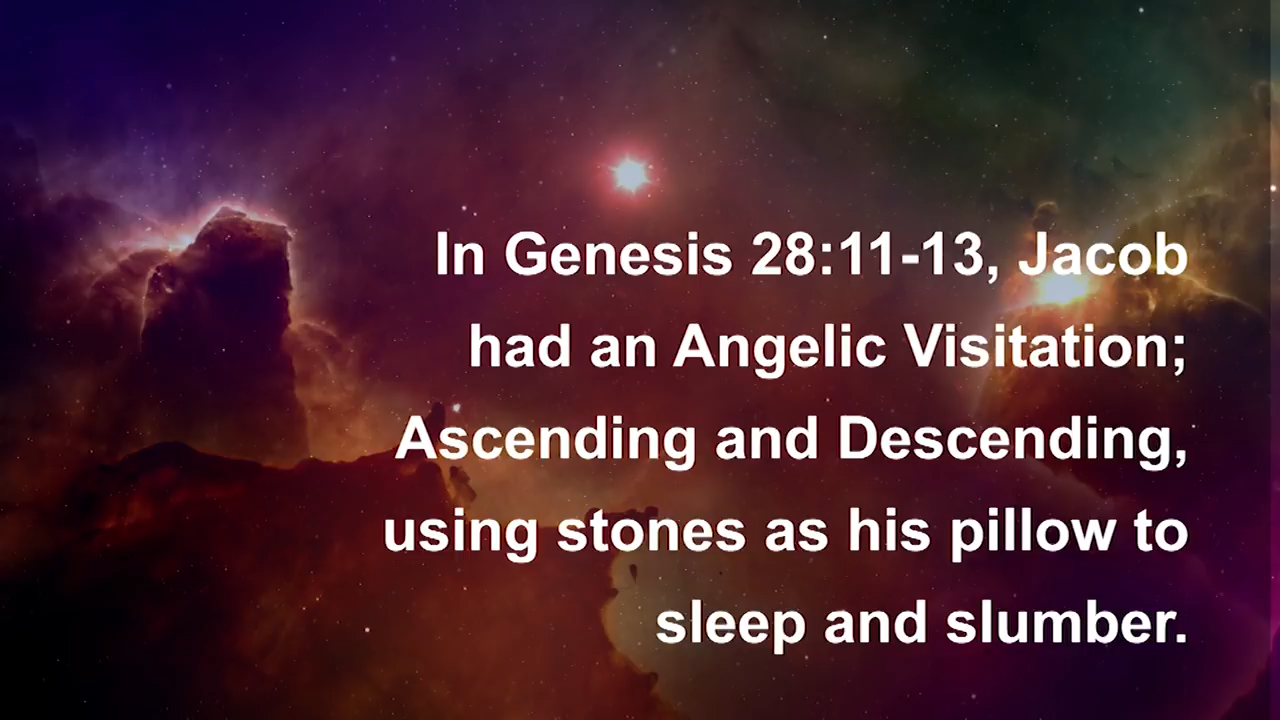 In Genesis 28:11-13, Jacob
had an Angelic Visitation;
Ascending and Descending,
using stones as his pillow to
sleep and slumber.